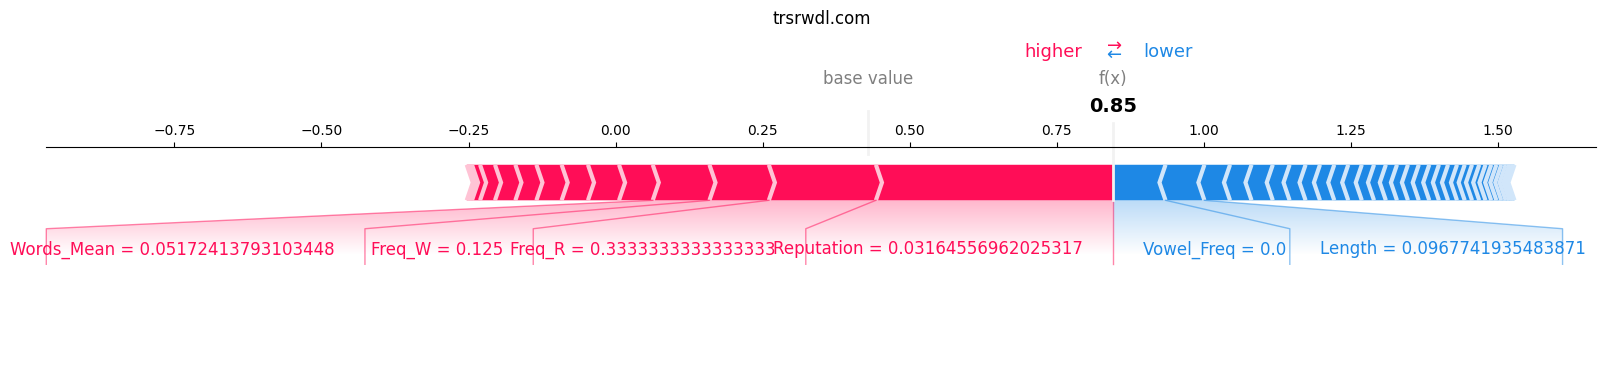 trsrwdl.com
higher ⇄ lower
base value f(x)
0.85
−0.75 −0.50 −0.25 0.00 0.25 0.50 0.75 1.00 1.25 1.50
Words_Mean = 0.05172413793103448 Freq_W = 0.125 Freq_R = 0.3333333333333333 Reputation = 0.03164556962025317 Vowel_Freq = 0.0 Length = 0.0967741935483871